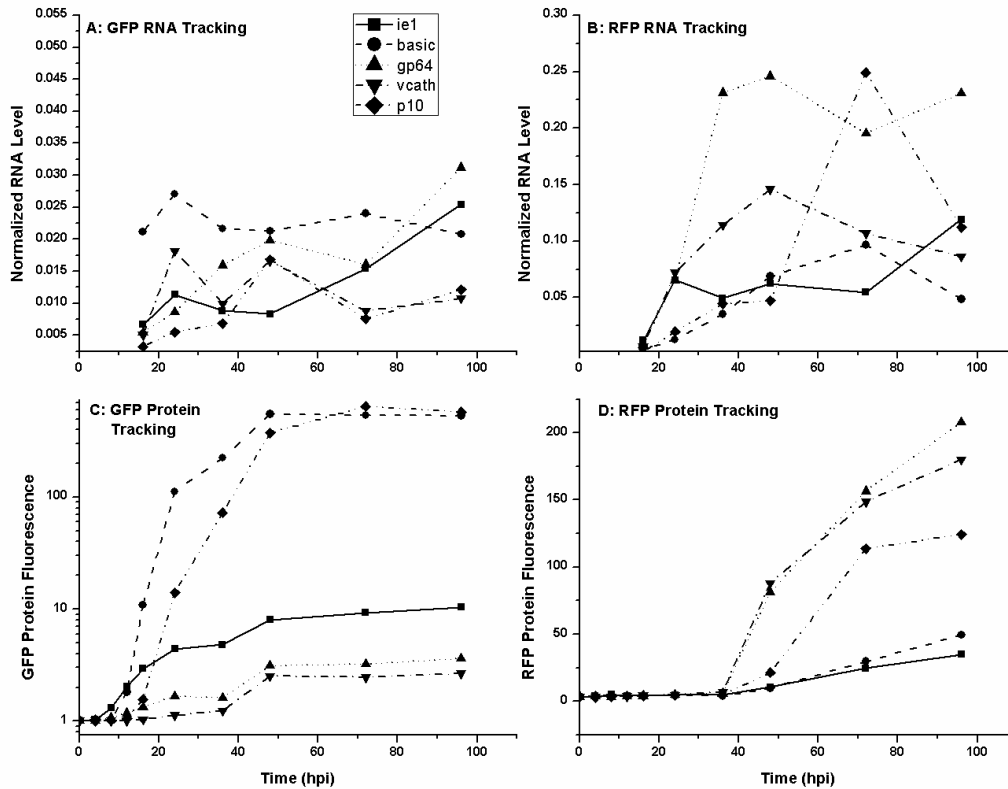 A: GFP RNA Tracking
Normalized RNA Level
0.055
0.050
0.045
0.040
0.035
0.030
0.025
0.020
0.015
0.010
0.005
0 20 40 60 80 100
ie1
basic
gp64
vcath
p10
B: RFP RNA Tracking
Normalized RNA Level
0.30
0.25
0.20
0.15
0.10
0.05
0 20 40 60 80 100
C: GFP Protein
Tracking
GFP Protein Fluorescence
100
10
1
0 20 40 60 80 100
Time (hpi)
D: RFP Protein Tracking
RFP Protein Fluorescence
200
150
100
50
0
0 20 40 60 80 100
Time (hpi)